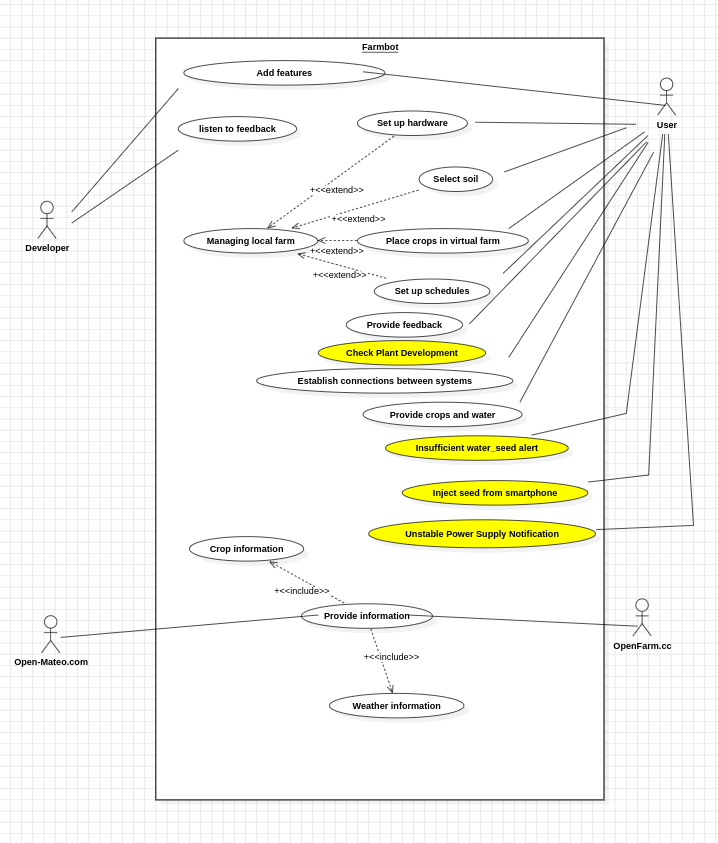 Farmbot
Add features
listen to feedback
Set up hardware
User
+<<extend>>
Select soil
+<<extend>>
Developer
Managing local farm
Place crops in virtual farm
+<<extend>>
+<<extend>>
Set up schedules
Provide feedback
Check Plant Development
Establish connections between systems
Provide crops and water
Insufficient water_seed alert
Inject seed from smartphone
Unstable Power Supply Notification
Crop information
+<<include>>
Provide information
Open-Mateo.com
OpenFarm.cc
+<<include>>
Weather information